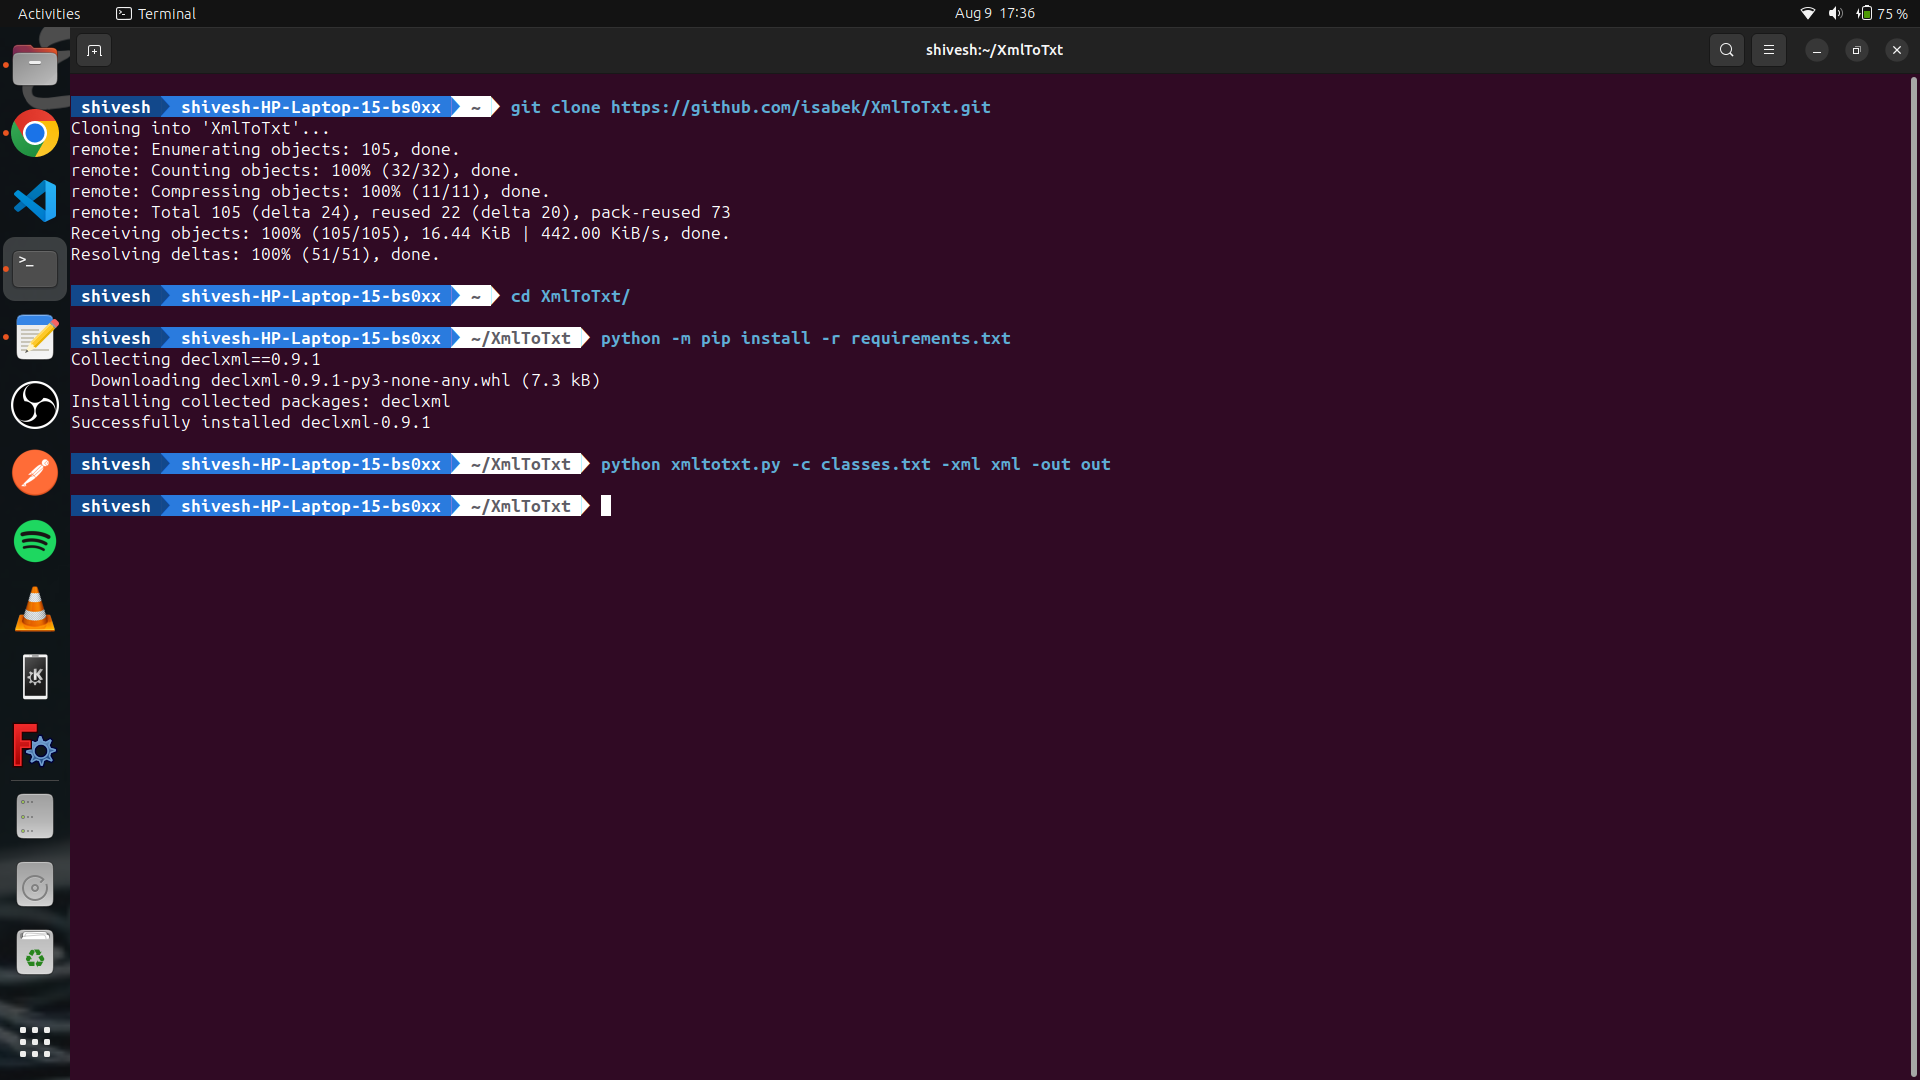 Activities Terminal Aug 9 17:36 75 %
shivesh:~/XmlToTxt
shivesh shivesh-HP-Laptop-15-bs0xx ~ git clone https://github.com/isabek/XmlToTxt.git
Cloning into 'XmlToTxt'...
remote: Enumerating objects: 105, done.
remote: Counting objects: 100% (32/32), done.
remote: Compressing objects: 100% (11/11), done.
remote: Total 105 (delta 24), reused 22 (delta 20), pack-reused 73
Receiving objects: 100% (105/105), 16.44 KiB | 442.00 KiB/s, done.
Resolving deltas: 100% (51/51), done.
shivesh shivesh-HP-Laptop-15-bs0xx ~ cd XmlToTxt/
shivesh shivesh-HP-Laptop-15-bs0xx ~/XmlToTxt python -m pip install -r requirements.txt
Collecting declxml==0.9.1
Downloading declxml-0.9.1-py3-none-any.whl (7.3 kB)
Installing collected packages: declxml
Successfully installed declxml-0.9.1
shivesh shivesh-HP-Laptop-15-bs0xx ~/XmlToTxt python xmltotxt.py -c classes.txt -xml xml -out out
shivesh shivesh-HP-Laptop-15-bs0xx ~/XmlToTxt